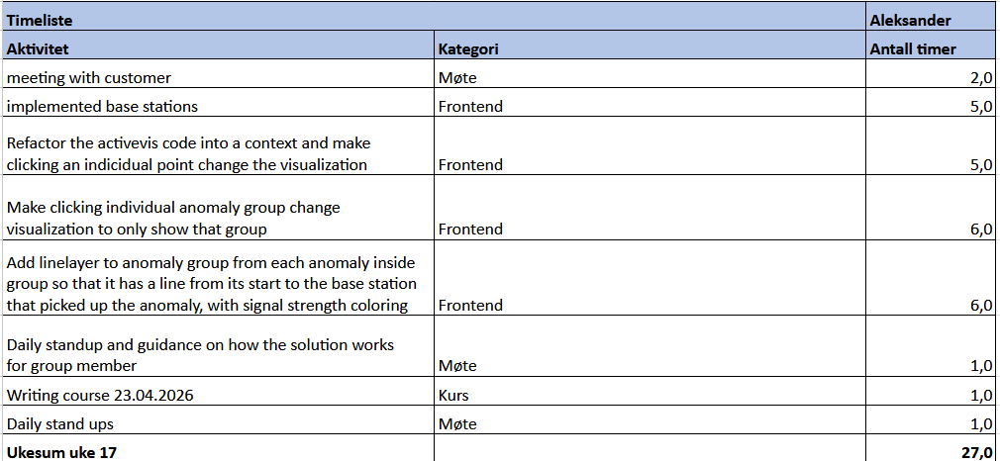 Timeliste Aleksander
Aktivitet Kategori Antall timer
meeting with customer Møte 2,0
implemented base stations Frontend 5,0
Refactor the activevis code into a context and make
clicking an indicidual point change the visualization Frontend 5,0
Make clicking individual anomaly group change
visualization to only show that group Frontend 6,0
Add linelayer to anomaly group from each anomaly inside
group so that it has a line from its start to the base station
that picked up the anomaly, with signal strength coloring Frontend 6,0
Daily standup and guidance on how the solution works
for group member Møte 1,0
Writing course 23.04.2026 Kurs 1,0
Daily stand ups Møte 1,0
Ukesum uke 17 27,0